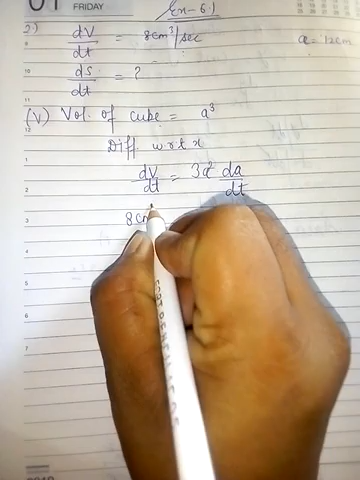 01 FRIDAY
Ex-6.1
2) dV/dt = 8cm³/sec a = 12cm
dS/dt = ?
(V) Vol. of cube = a³
Diff w r t x
dV/dt = 3a² da/dt
8cm